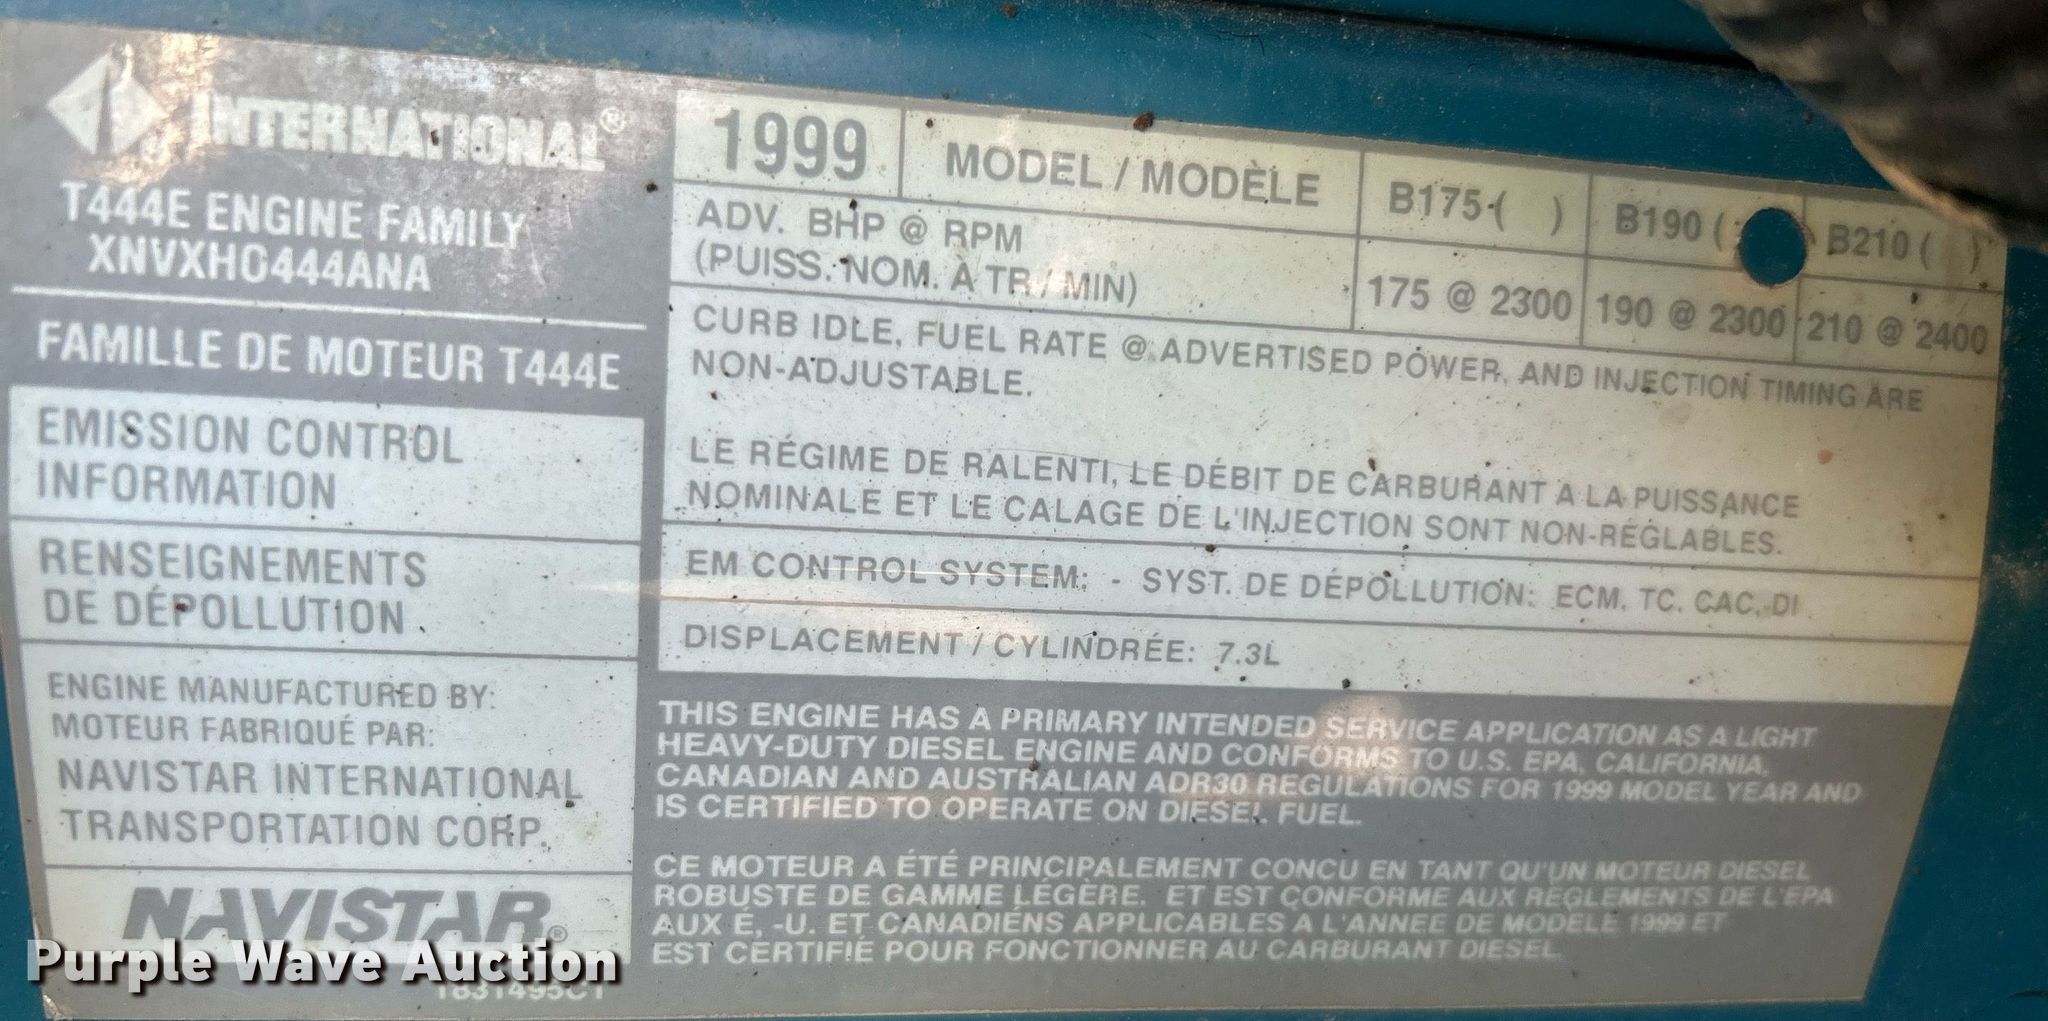 INTERNATIONAL®
T444E ENGINE FAMILY
XNVXH0444ANA
FAMILLE DE MOTEUR T444E
EMISSION CONTROL
INFORMATION
RENSEIGNEMENTS
DE DÉPOLLUTION
ENGINE MANUFACTURED BY:
MOTEUR FABRIQUÉ PAR:
NAVISTAR INTERNATIONAL
TRANSPORTATION CORP.
NAVISTAR®
1831495C1
1999 MODEL / MODÈLE B175 ( ) B190 ( B210 ( )
ADV. BHP @ RPM
(PUISS. NOM. À TR / MIN) 175 @ 2300 190 @ 2300 210 @ 2400
CURB IDLE, FUEL RATE @ ADVERTISED POWER, AND INJECTION TIMING ARE
NON-ADJUSTABLE.
LE RÉGIME DE RALENTI, LE DÉBIT DE CARBURANT A LA PUISSANCE
NOMINALE ET LE CALAGE DE L'INJECTION SONT NON-RÉGLABLES.
EM CONTROL SYSTEM: - SYST. DE DÉPOLLUTION: ECM, TC, CAC, DI
DISPLACEMENT / CYLINDRÉE: 7.3L
THIS ENGINE HAS A PRIMARY INTENDED SERVICE APPLICATION AS A LIGHT
HEAVY-DUTY DIESEL ENGINE AND CONFORMS TO U.S. EPA, CALIFORNIA,
CANADIAN AND AUSTRALIAN ADR30 REGULATIONS FOR 1999 MODEL YEAR AND
IS CERTIFIED TO OPERATE ON DIESEL FUEL.
CE MOTEUR A ÉTÉ PRINCIPALEMENT CONCU EN TANT QU'UN MOTEUR DIESEL
ROBUSTE DE GAMME LÉGÈRE. ET EST CONFORME AUX RÈGLEMENTS DE L'EPA
AUX É, -U. ET CANADIÉNS APPLICABLES A L'ANNEE DE MODÈLE 1999 ET
EST CERTIFIÉ POUR FONCTIONNER AU CARBURANT DIESEL.
Purple Wave Auction